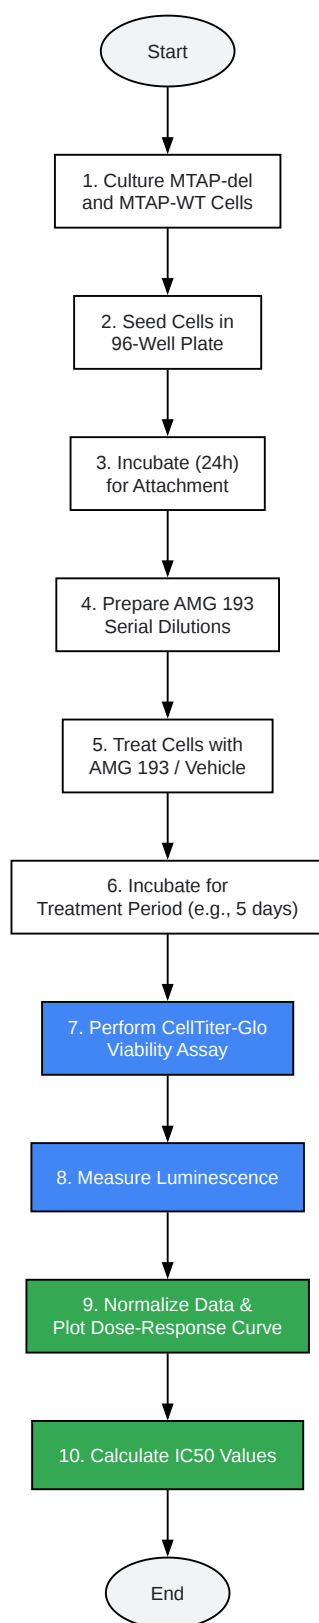 Start
1. Culture MTAP-del
and MTAP-WT Cells
2. Seed Cells in
96-Well Plate
3. Incubate (24h)
for Attachment
4. Prepare AMG 193
Serial Dilutions
5. Treat Cells with
AMG 193 / Vehicle
6. Incubate for
Treatment Period (e.g., 5 days)
7. Perform CellTiter-Glo
Viability Assay
8. Measure Luminescence
9. Normalize Data &
Plot Dose-Response Curve
10. Calculate IC50 Values
End